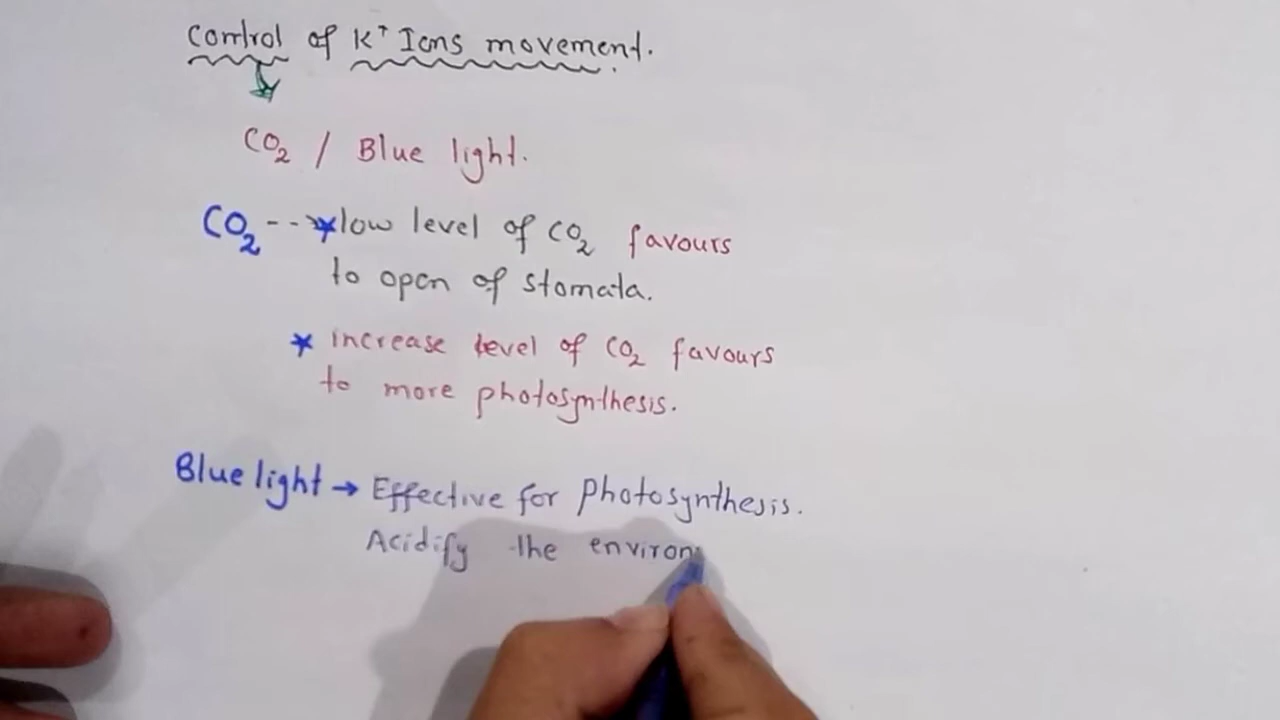 control of K⁺ Ions movement.
CO₂ / Blue light.
CO₂ --→ * low level of CO₂ favours
to open of stomata.
* increase level of CO₂ favours
to more photosynthesis.
Blue light → Effective for photosynthesis.
Acidify the environ